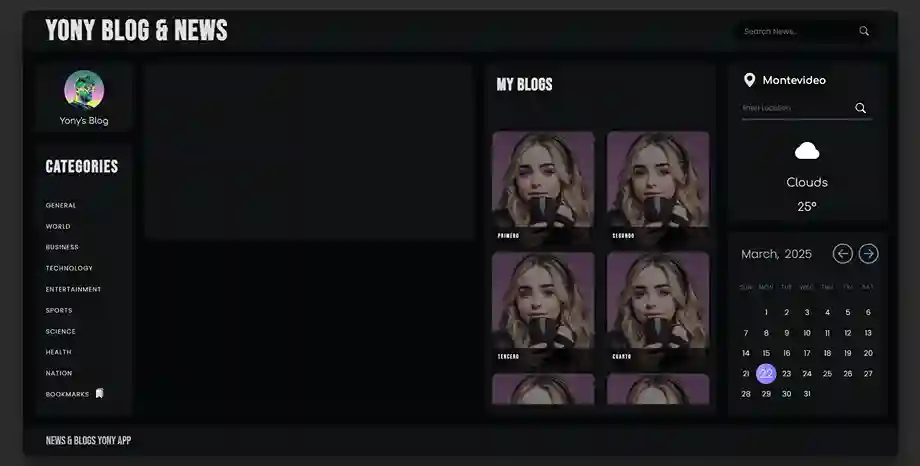 YONY BLOG & NEWS
Search News..
Yony's Blog
CATEGORIES
GENERAL
WORLD
BUSINESS
TECHNOLOGY
ENTERTAINMENT
SPORTS
SCIENCE
HEALTH
NATION
BOOKMARKS
MY BLOGS
PRIMERO
SEGUNDO
TERCERO
CUARTO
Montevideo
Enter Location
Clouds
25°
March, 2025
SUN MON TUE WED THU FRI SAT
1 2 3 4 5 6
7 8 9 10 11 12 13
14 15 16 17 18 19 20
21 22 23 24 25 26 27
28 29 30 31
NEWS & BLOGS YONY APP